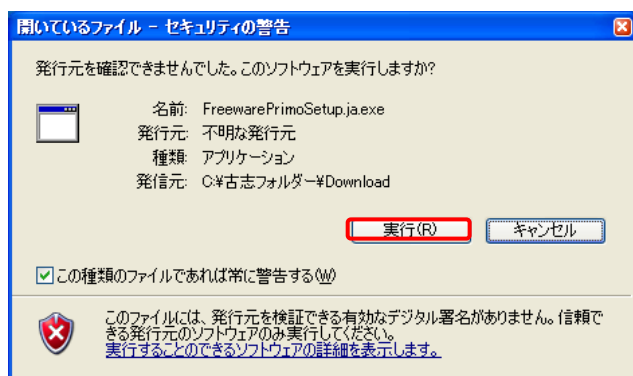 開いているファイル - セキュリティの警告
発行元を確認できませんでした。このソフトウェアを実行しますか?
名前: FreewarePrimoSetup.ja.exe
発行元: 不明な発行元
種類: アプリケーション
発信元: C:¥古志フォルダー¥Download
実行(R) キャンセル
この種類のファイルであれば常に警告する(W)
このファイルには、発行元を検証できる有効なデジタル署名がありません。信頼で
きる発行元のソフトウェアのみ実行してください。
実行することのできるソフトウェアの詳細を表示します。